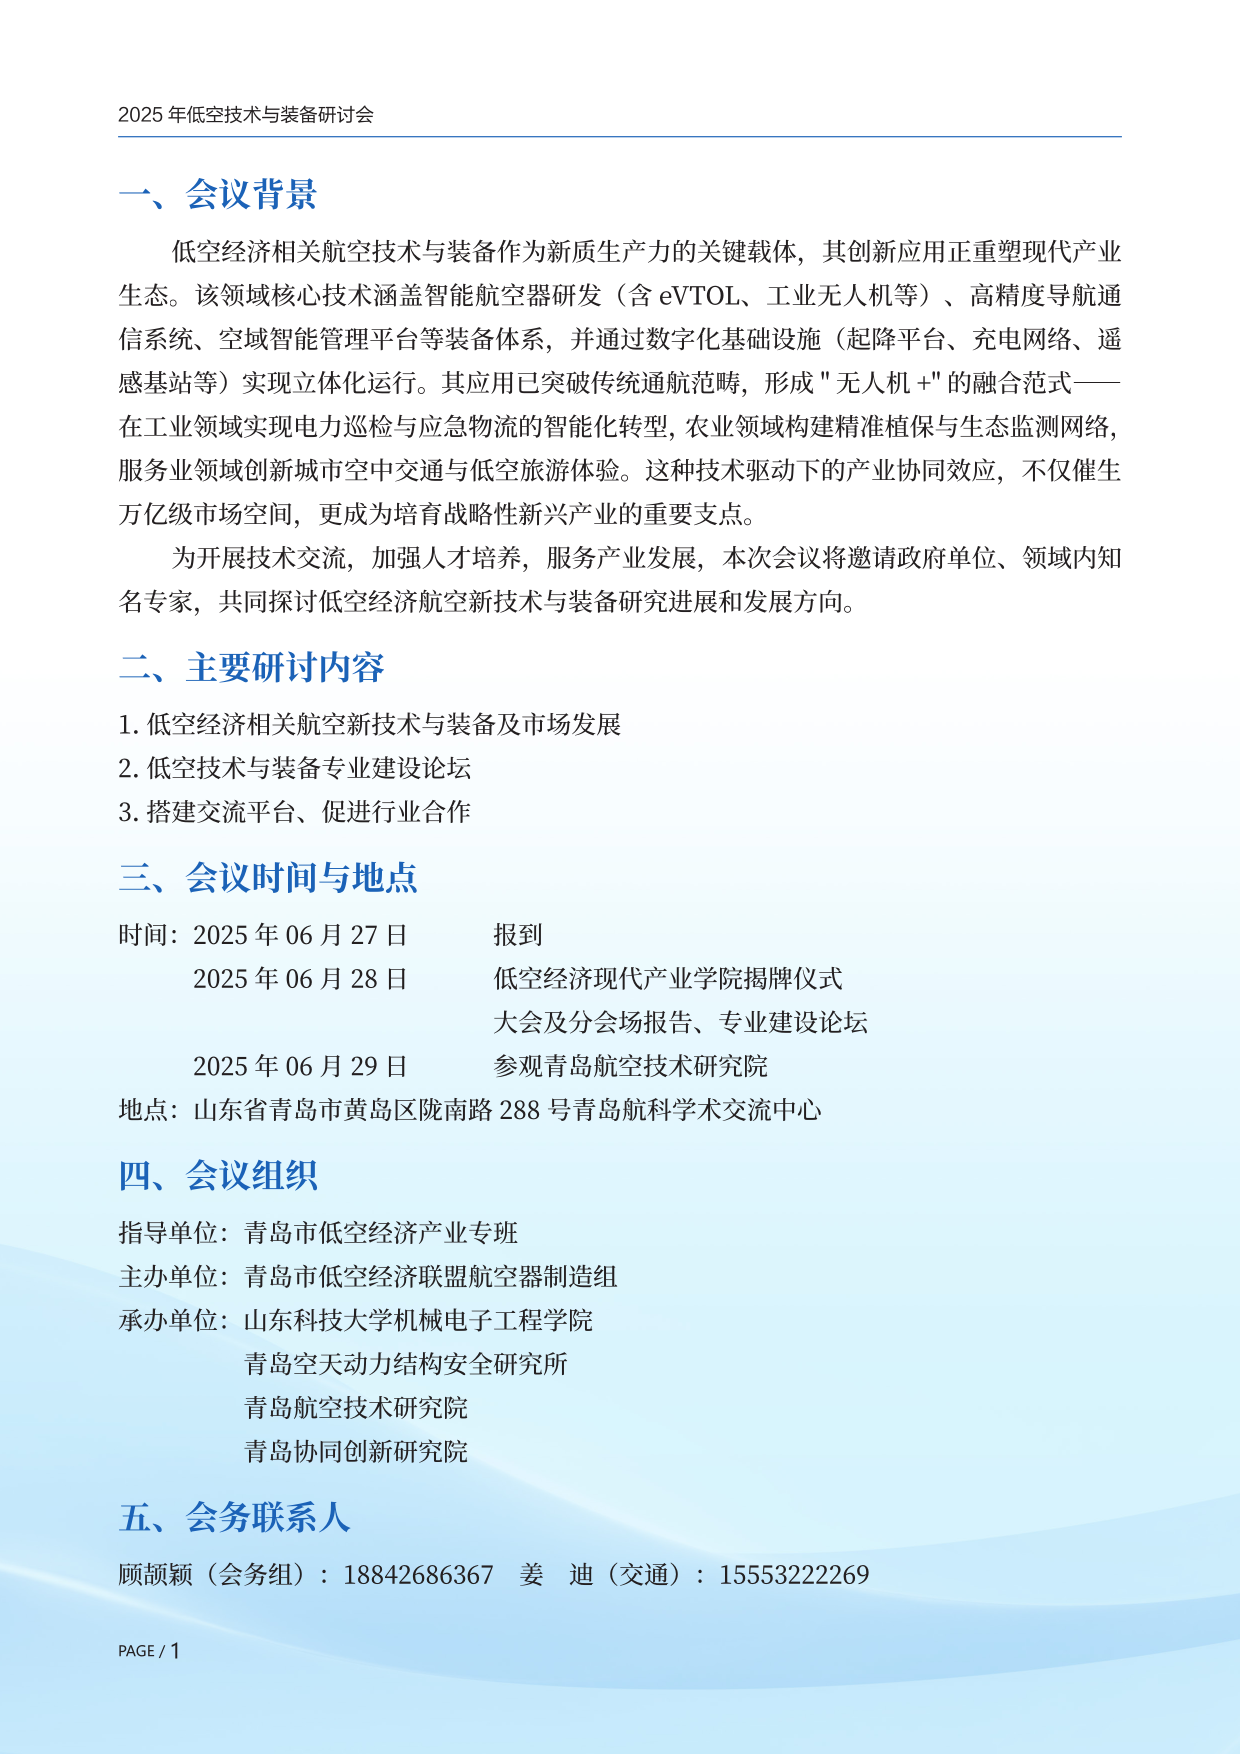 2025 年低空技术与装备研讨会
一、会议背景
低空经济相关航空技术与装备作为新质生产力的关键载体，其创新应用正重塑现代产业
生态。该领域核心技术涵盖智能航空器研发（含 eVTOL、工业无人机等）、高精度导航通
信系统、空域智能管理平台等装备体系，并通过数字化基础设施（起降平台、充电网络、遥
感基站等）实现立体化运行。其应用已突破传统通航范畴，形成 " 无人机 +" 的融合范式——
在工业领域实现电力巡检与应急物流的智能化转型，农业领域构建精准植保与生态监测网络，
服务业领域创新城市空中交通与低空旅游体验。这种技术驱动下的产业协同效应，不仅催生
万亿级市场空间，更成为培育战略性新兴产业的重要支点。
为开展技术交流，加强人才培养，服务产业发展，本次会议将邀请政府单位、领域内知
名专家，共同探讨低空经济航空新技术与装备研究进展和发展方向。
二、主要研讨内容
1. 低空经济相关航空新技术与装备及市场发展
2. 低空技术与装备专业建设论坛
3. 搭建交流平台、促进行业合作
三、会议时间与地点
时间：2025 年 06 月 27 日 报到
2025 年 06 月 28 日 低空经济现代产业学院揭牌仪式
大会及分会场报告、专业建设论坛
2025 年 06 月 29 日 参观青岛航空技术研究院
地点：山东省青岛市黄岛区陇南路 288 号青岛航科学术交流中心
四、会议组织
指导单位：青岛市低空经济产业专班
主办单位：青岛市低空经济联盟航空器制造组
承办单位：山东科技大学机械电子工程学院
青岛空天动力结构安全研究所
青岛航空技术研究院
青岛协同创新研究院
五、会务联系人
顾颉颖（会务组）：18842686367 姜 迪（交通）：15553222269
PAGE / 1